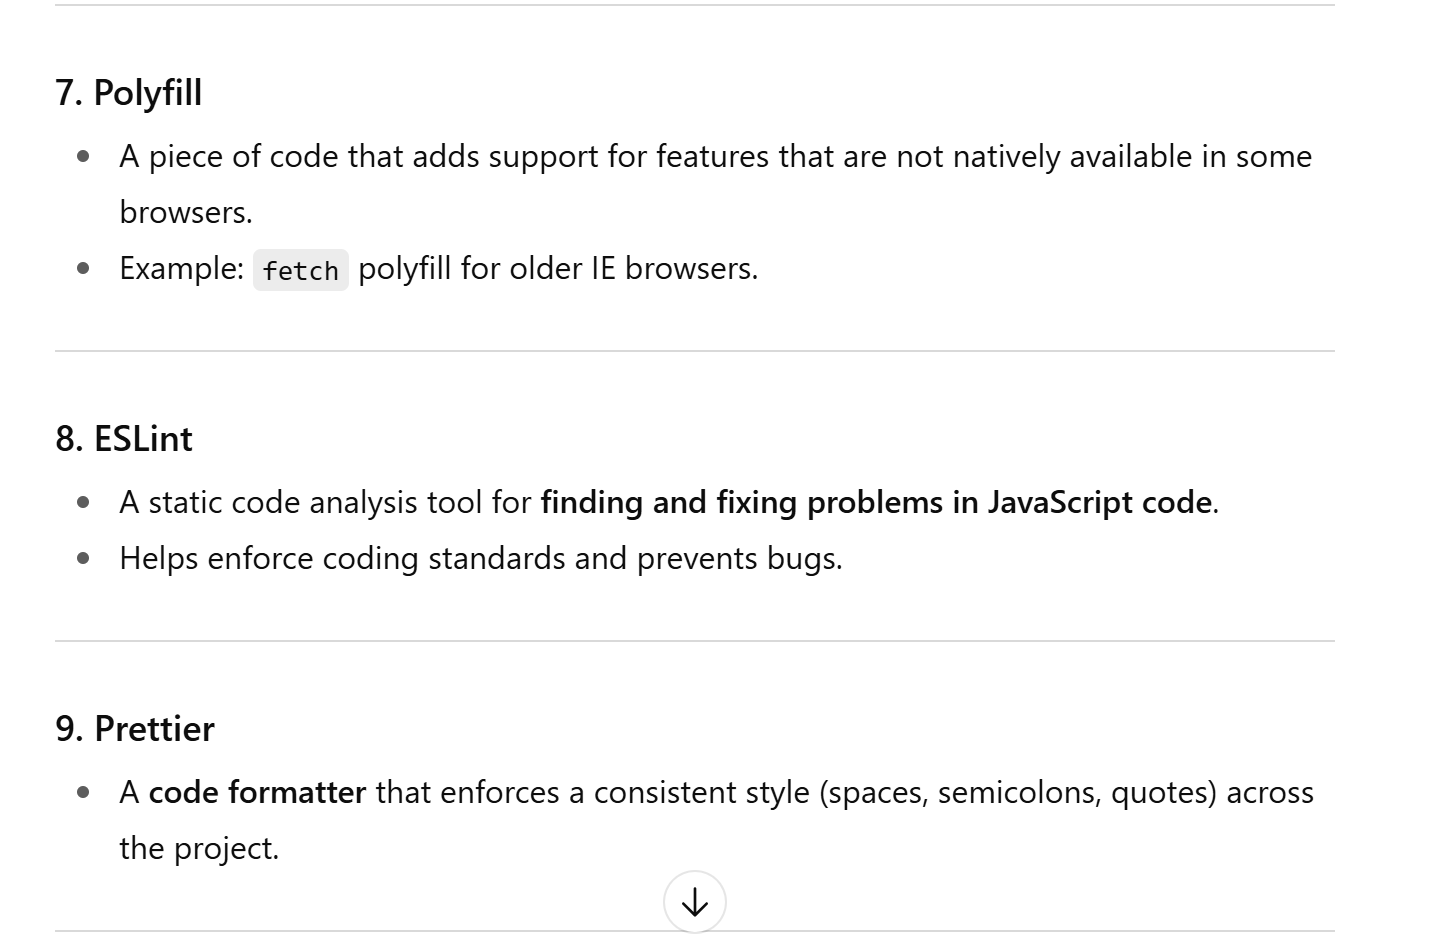 7. Polyfill
A piece of code that adds support for features that are not natively available in some
browsers.
Example: fetch polyfill for older IE browsers.
8. ESLint
A static code analysis tool for finding and fixing problems in JavaScript code.
Helps enforce coding standards and prevents bugs.
9. Prettier
A code formatter that enforces a consistent style (spaces, semicolons, quotes) across
the project.